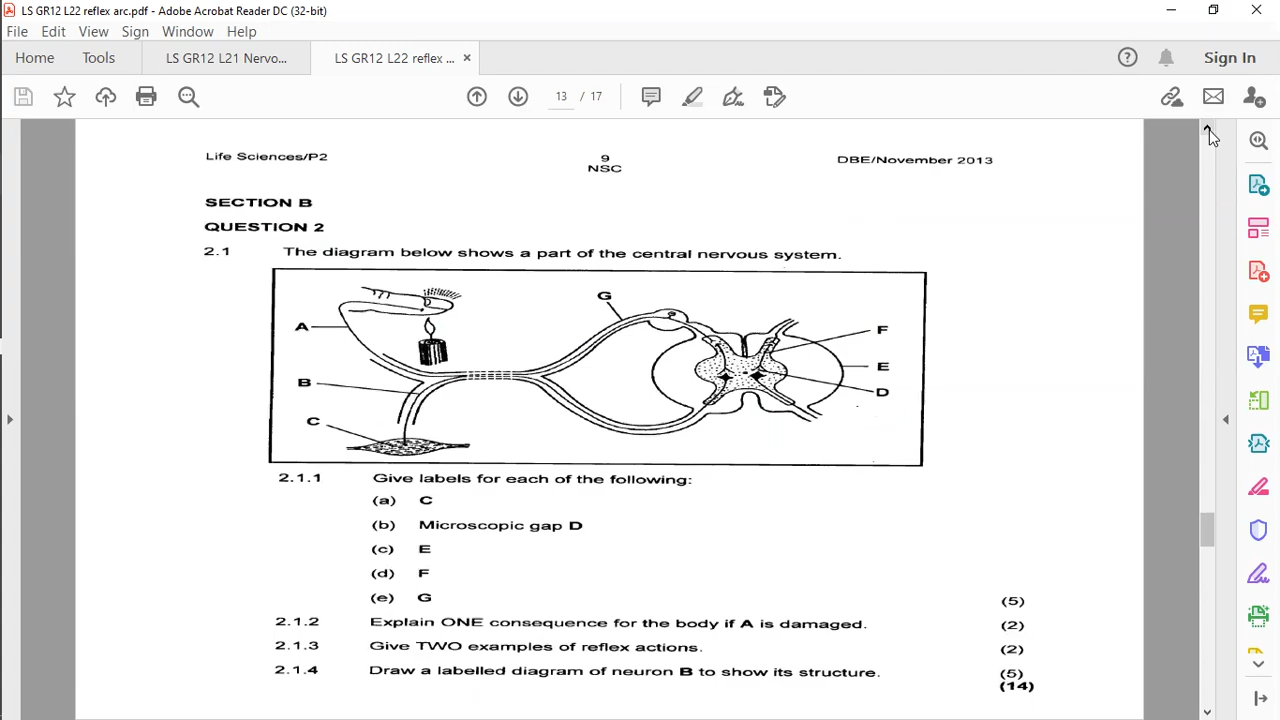 LS GR12 L22 reflex arc.pdf - Adobe Acrobat Reader DC (32-bit)
File Edit View Sign Window Help
Home Tools LS GR12 L21 Nervo... LS GR12 L22 reflex ... × Sign In
13 / 17
Life Sciences/P2 9 DBE/November 2013
NSC
SECTION B
QUESTION 2
2.1 The diagram below shows a part of the central nervous system.
G
A F
E
B D
C
2.1.1 Give labels for each of the following:
(a) C
(b) Microscopic gap D
(c) E
(d) F
(e) G (5)
2.1.2 Explain ONE consequence for the body if A is damaged. (2)
2.1.3 Give TWO examples of reflex actions. (2)
2.1.4 Draw a labelled diagram of neuron B to show its structure. (5)
(14)